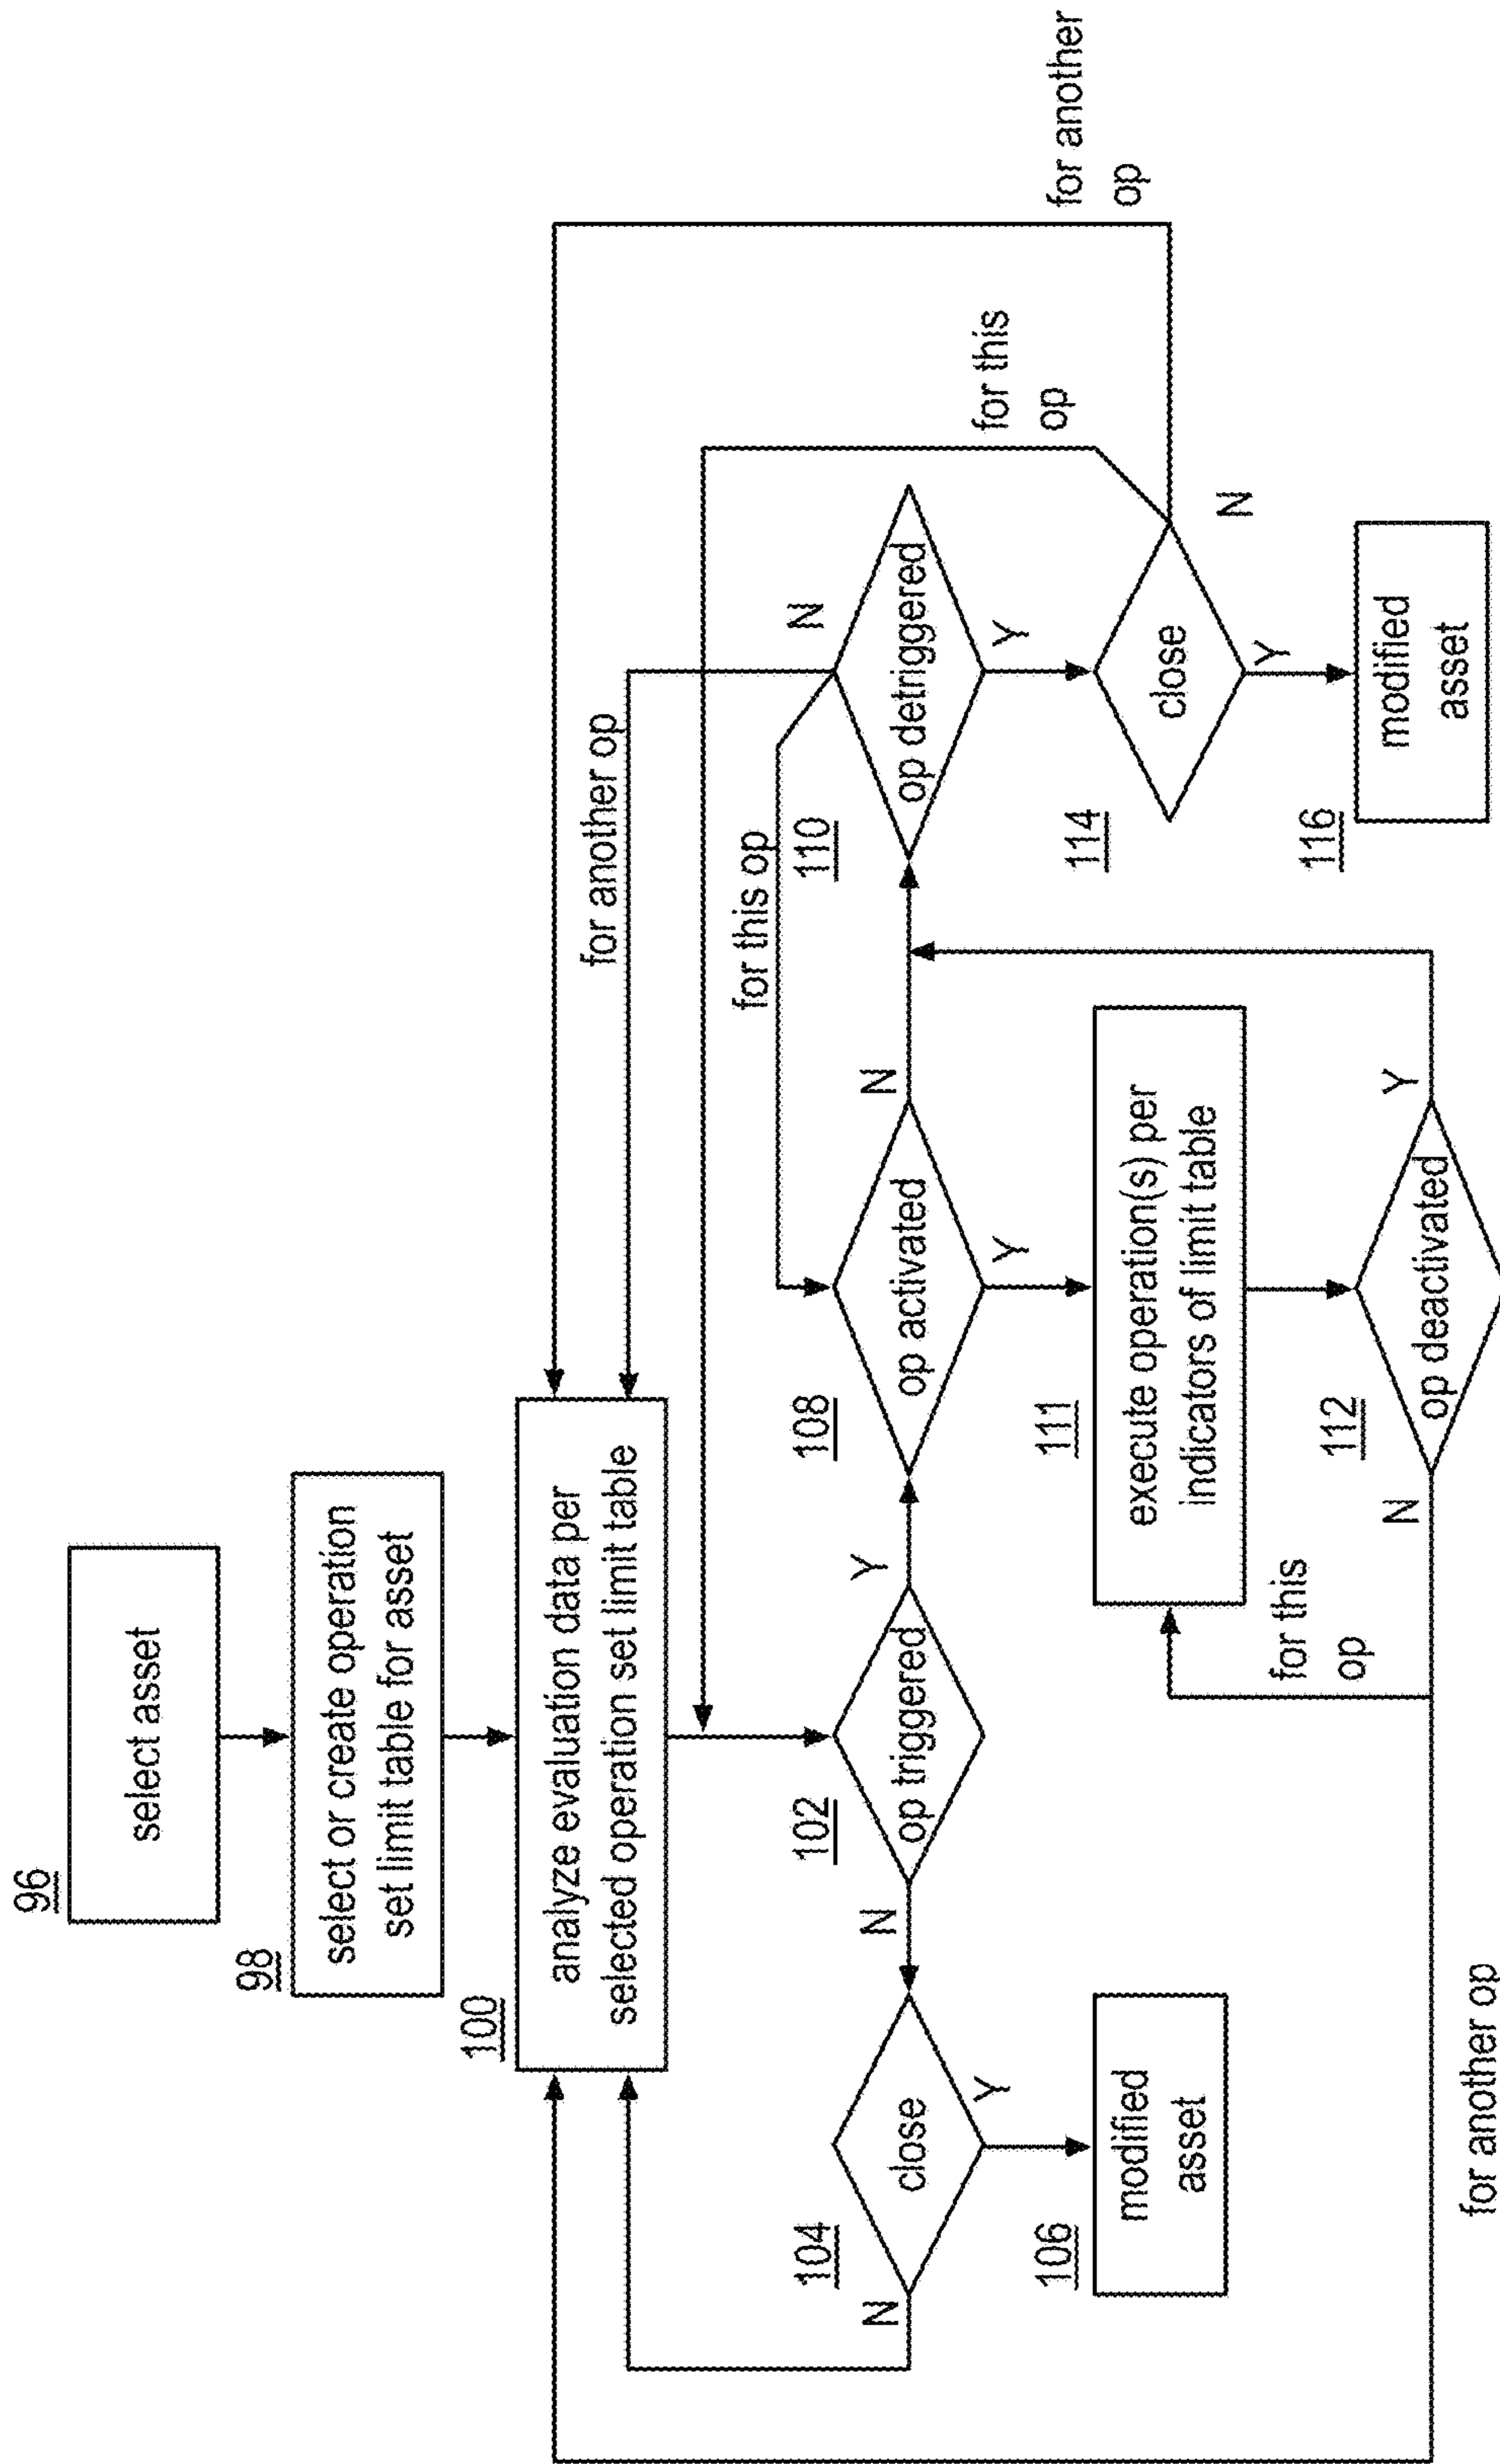 96
select asset
98
select or create operation
set limit table for asset
100
analyze evaluation data per
selected operation set limit table
for another op
for another
op
for this op
for this
op
104
close
N
Y
106
modified
asset
102
op triggered
N
Y
108
op activated
N
Y
110
op detriggered
N
Y
111
execute operation(s) per
indicators of limit table
114
close
N
Y
for this
op
112
op deactivated
N
Y
116
modified
asset
for another op